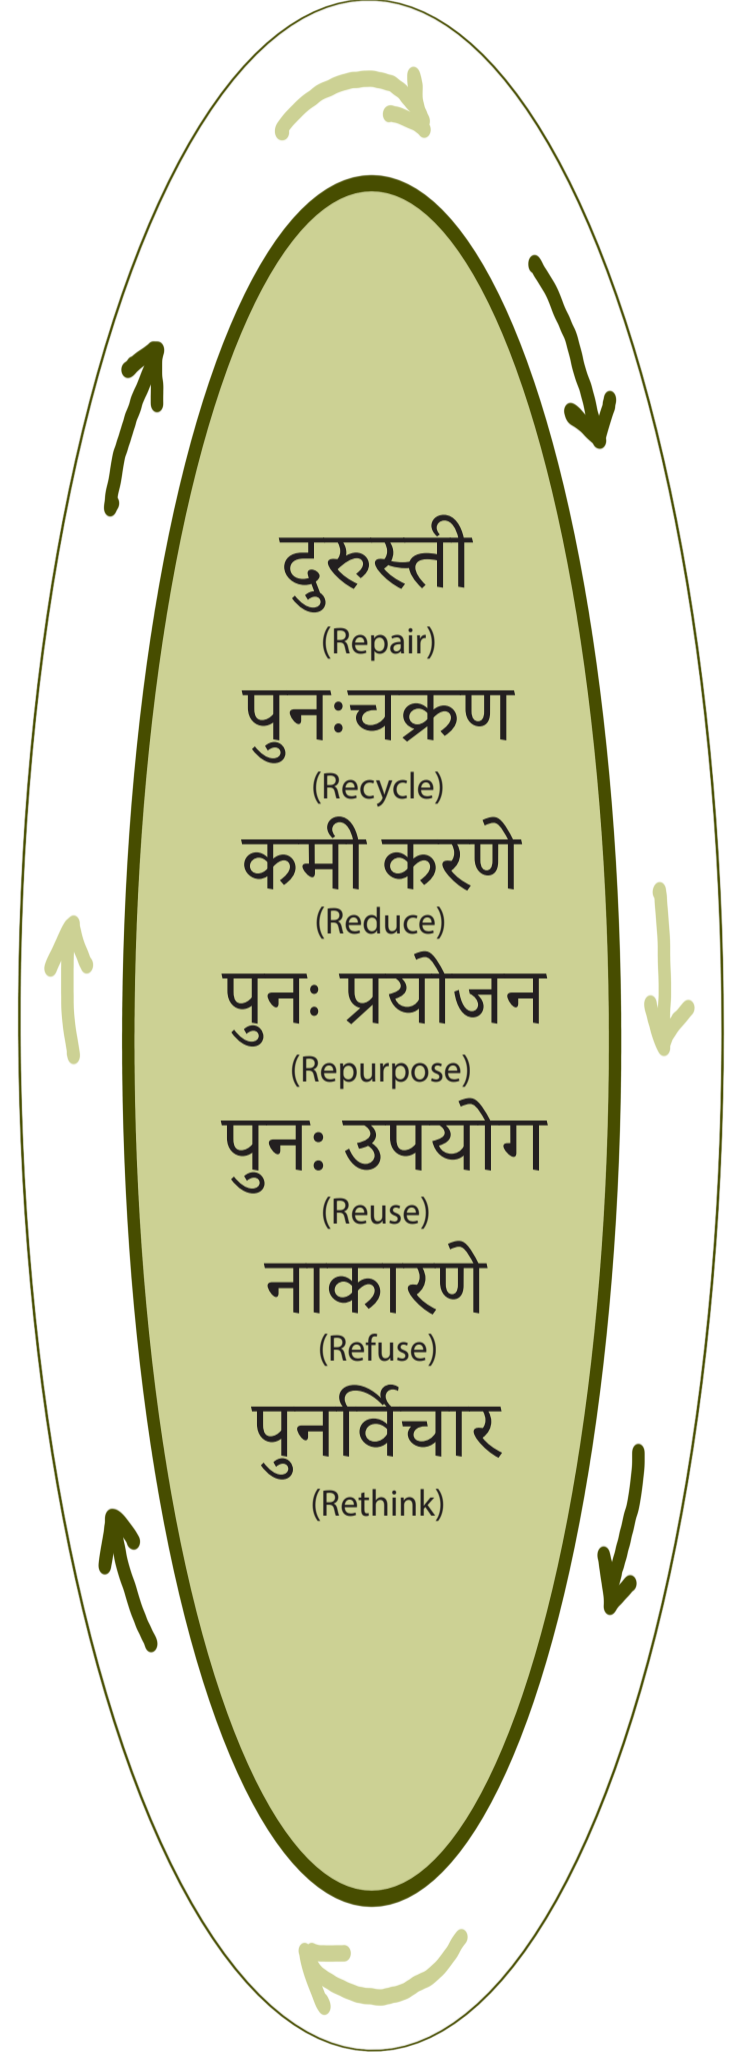 दुरुस्ती
(Repair)
पुनःचक्रण
(Recycle)
कमी करणे
(Reduce)
पुनः प्रयोजन
(Repurpose)
पुन: उपयोग
(Reuse)
नाकारणे
(Refuse)
पुनर्विचार
(Rethink)